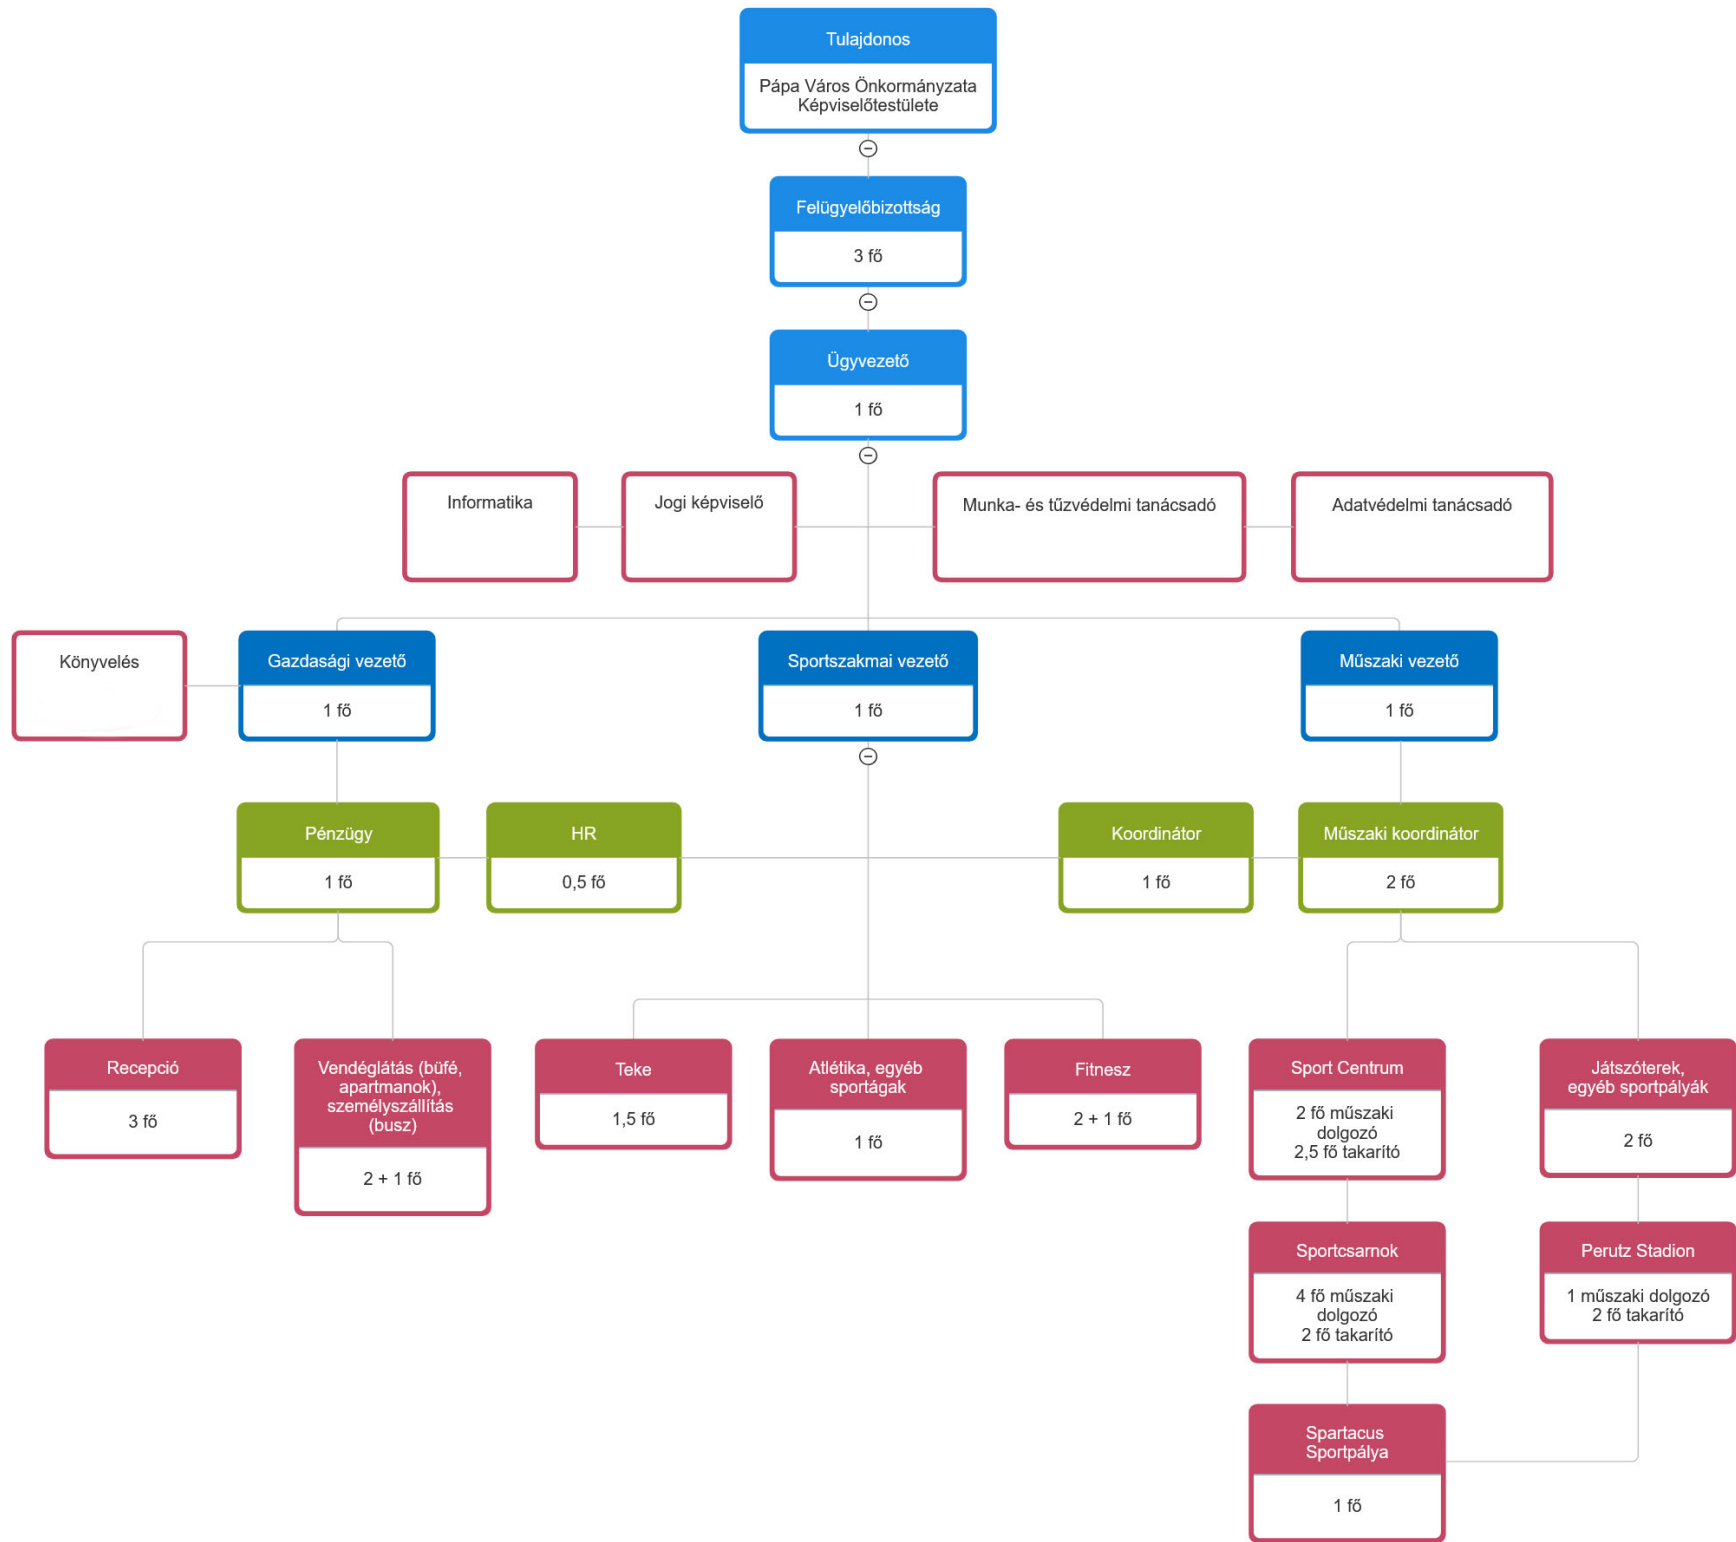 Tulajdonos
Pápa Város Önkormányzata
Képviselőtestülete
Felügyelőbizottság
3 fő
Ügyvezető
1 fő
Informatika
Jogi képviselő
Munka- és tűzvédelmi tanácsadó
Adatvédelmi tanácsadó
Könyvelés
Gazdasági vezető
1 fő
Sportszakmai vezető
1 fő
Műszaki vezető
1 fő
Pénzügy
1 fő
HR
0,5 fő
Koordinátor
1 fő
Műszaki koordinátor
2 fő
Recepció
3 fő
Vendéglátás (büfé,
apartmanok),
személyszállítás
(busz)
2 + 1 fő
Teke
1,5 fő
Atlétika, egyéb
sportágak
1 fő
Fitnesz
2 + 1 fő
Sport Centrum
2 fő műszaki
dolgozó
2,5 fő takarító
Játszóterek,
egyéb sportpályák
2 fő
Sportcsarnok
4 fő műszaki
dolgozó
2 fő takarító
Perutz Stadion
1 műszaki dolgozó
2 fő takarító
Spartacus
Sportpálya
1 fő